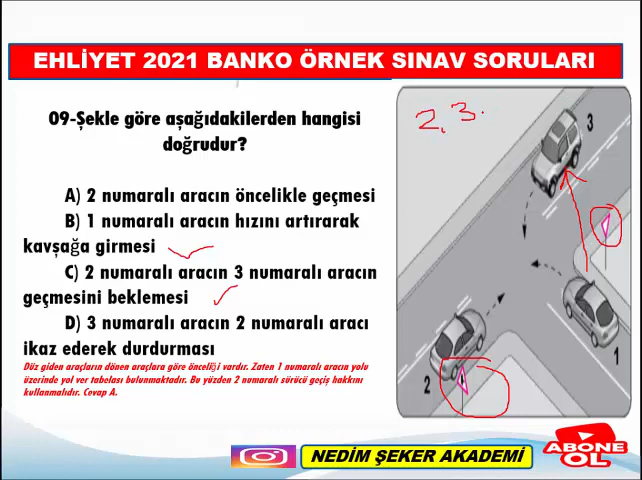 EHLİYET 2021 BANKO ÖRNEK SINAV SORULARI
09-Şekle göre aşağıdakilerden hangisi
doğrudur?
A) 2 numaralı aracın öncelikle geçmesi
B) 1 numaralı aracın hızını artırarak
kavşağa girmesi
C) 2 numaralı aracın 3 numaralı aracın
geçmesini beklemesi
D) 3 numaralı aracın 2 numaralı aracı
ikaz ederek durdurması
Düz giden araçların dönen araçlara göre önceliği vardır. Zaten 1 numaralı aracın yolu
üzerinde yol ver tabelası bulunmaktadır. Bu yüzden 2 numaralı sürücü geçiş hakkını
kullanmalıdır. Cevap A.
2,3.
3
2
1
NEDİM ŞEKER AKADEMİ
ABONE
OL